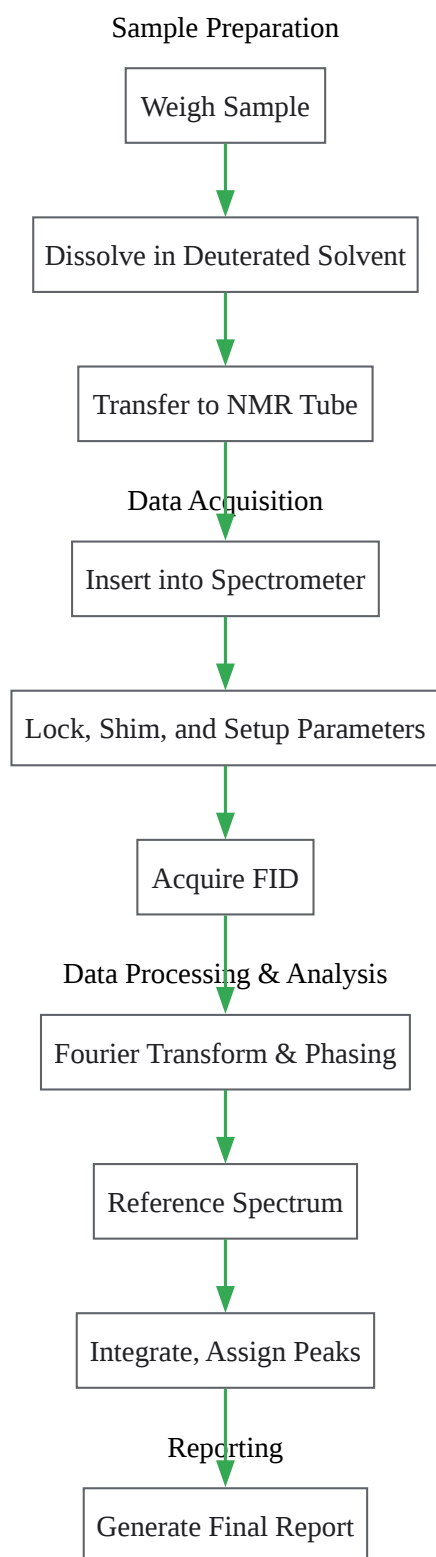 Sample Preparation
Weigh Sample
Dissolve in Deuterated Solvent
Transfer to NMR Tube
Data Acquisition
Insert into Spectrometer
Lock, Shim, and Setup Parameters
Acquire FID
Data Processing & Analysis
Fourier Transform & Phasing
Reference Spectrum
Integrate, Assign Peaks
Reporting
Generate Final Report